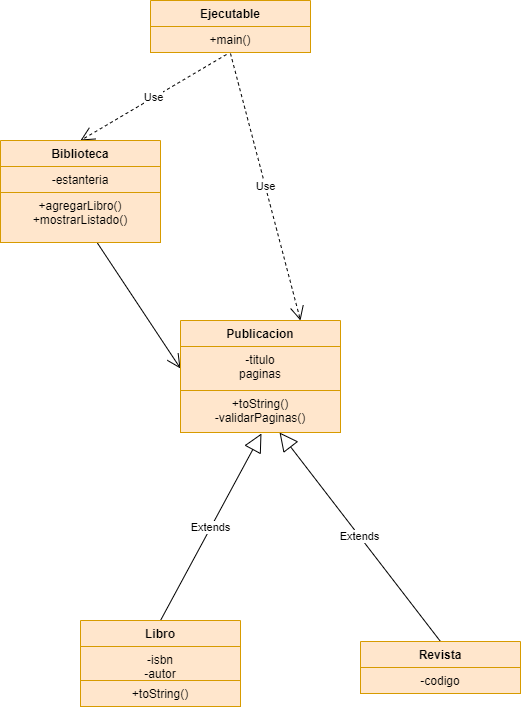 Ejecutable
+main()
Use
Biblioteca
-estanteria
+agregarLibro()
+mostrarListado()
Use
Publicacion
-titulo
paginas
+toString()
-validarPaginas()
Extends
Extends
Libro
-isbn
-autor
+toString()
Revista
-codigo